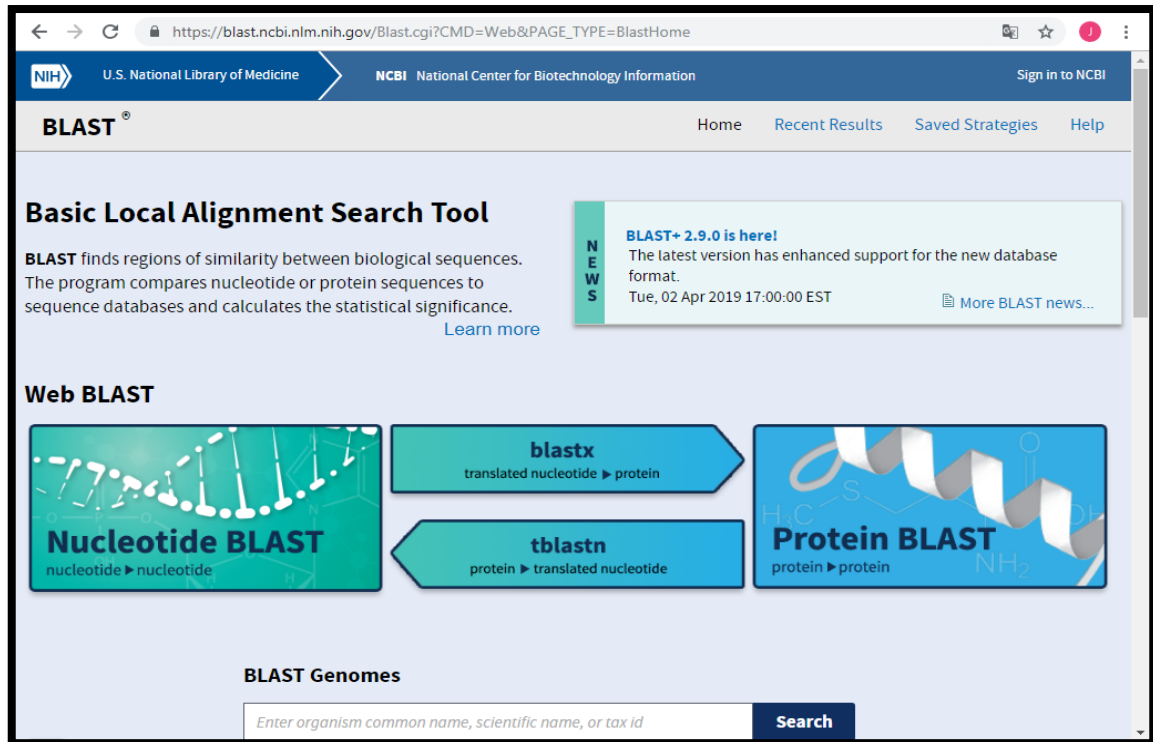 https://blast.ncbi.nlm.nih.gov/Blast.cgi?CMD=Web&PAGE_TYPE=BlastHome
J
NIH
U.S. National Library of Medicine
NCBI National Center for Biotechnology Information
Sign in to NCBI
BLAST ®
Home
Recent Results
Saved Strategies
Help
Basic Local Alignment Search Tool
BLAST finds regions of similarity between biological sequences.
The program compares nucleotide or protein sequences to
sequence databases and calculates the statistical significance.
Learn more
NEWS
BLAST+ 2.9.0 is here!
The latest version has enhanced support for the new database
format.
Tue, 02 Apr 2019 17:00:00 EST
More BLAST news...
Web BLAST
Nucleotide BLAST
nucleotide ▶ nucleotide
blastx
translated nucleotide ▶ protein
tblastn
protein ▶ translated nucleotide
O
S
H₃C
OH
NH₂
Protein BLAST
protein ▶ protein
BLAST Genomes
Enter organism common name, scientific name, or tax id
Search